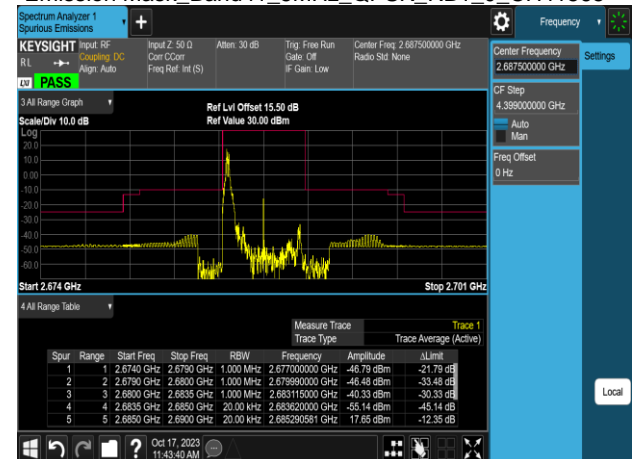 Spectrum Analyzer 1
Spurious Emissions
Frequency
KEYSIGHT
Input: RF
Coupling: DC
Align: Auto
Input Z: 50 Ω
Corr CCorr
Freq Ref: Int (S)
Atten: 30 dB
Trig: Free Run
Gate: Off
IF Gain: Low
Center Freq: 2.687500000 GHz
Radio Std: None
RL
LXI
PASS
Center Frequency
2.687500000 GHz
Settings
CF Step
4.399000000 GHz
Auto
Man
Freq Offset
0 Hz
3 All Range Graph
Scale/Div 10.0 dB
Ref Lvl Offset 15.50 dB
Ref Value 30.00 dBm
Log
20.0
10.0
0.00
-10.0
-20.0
-30.0
-40.0
-50.0
-60.0
Start 2.674 GHz
Stop 2.701 GHz
4 All Range Table
Measure Trace Trace 1
Trace Type Trace Average (Active)
Spur Range Start Freq Stop Freq RBW Frequency Amplitude ΔLimit
1 1 2.6740 GHz 2.6790 GHz 1.000 MHz 2.677000000 GHz -46.79 dBm -21.79 dB
2 2 2.6790 GHz 2.6800 GHz 1.000 MHz 2.679990000 GHz -46.48 dBm -33.48 dB
3 3 2.6800 GHz 2.6835 GHz 1.000 MHz 2.683115000 GHz -40.33 dBm -30.33 dB
4 4 2.6835 GHz 2.6850 GHz 20.00 kHz 2.683620000 GHz -55.14 dBm -45.14 dB
5 5 2.6850 GHz 2.6900 GHz 20.00 kHz 2.685290581 GHz 17.65 dBm -12.35 dB
Local
Oct 17, 2023
11:43:40 AM